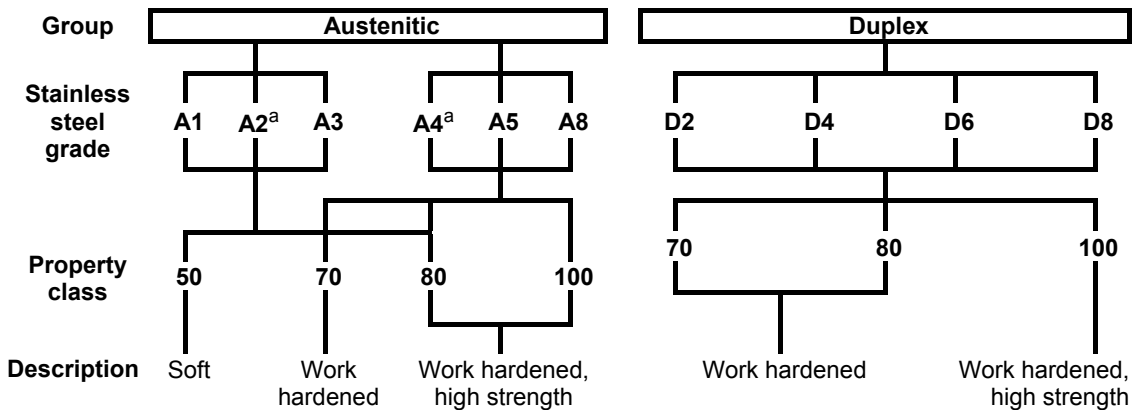 Group Austenitic Duplex
Stainless
steel
grade
A1 A2a A3 A4a A5 A8 D2 D4 D6 D8
Property
class
50 70 80 100 70 80 100
Description Soft Work
hardened
Work hardened,
high strength
Work hardened
Work hardened,
high strength